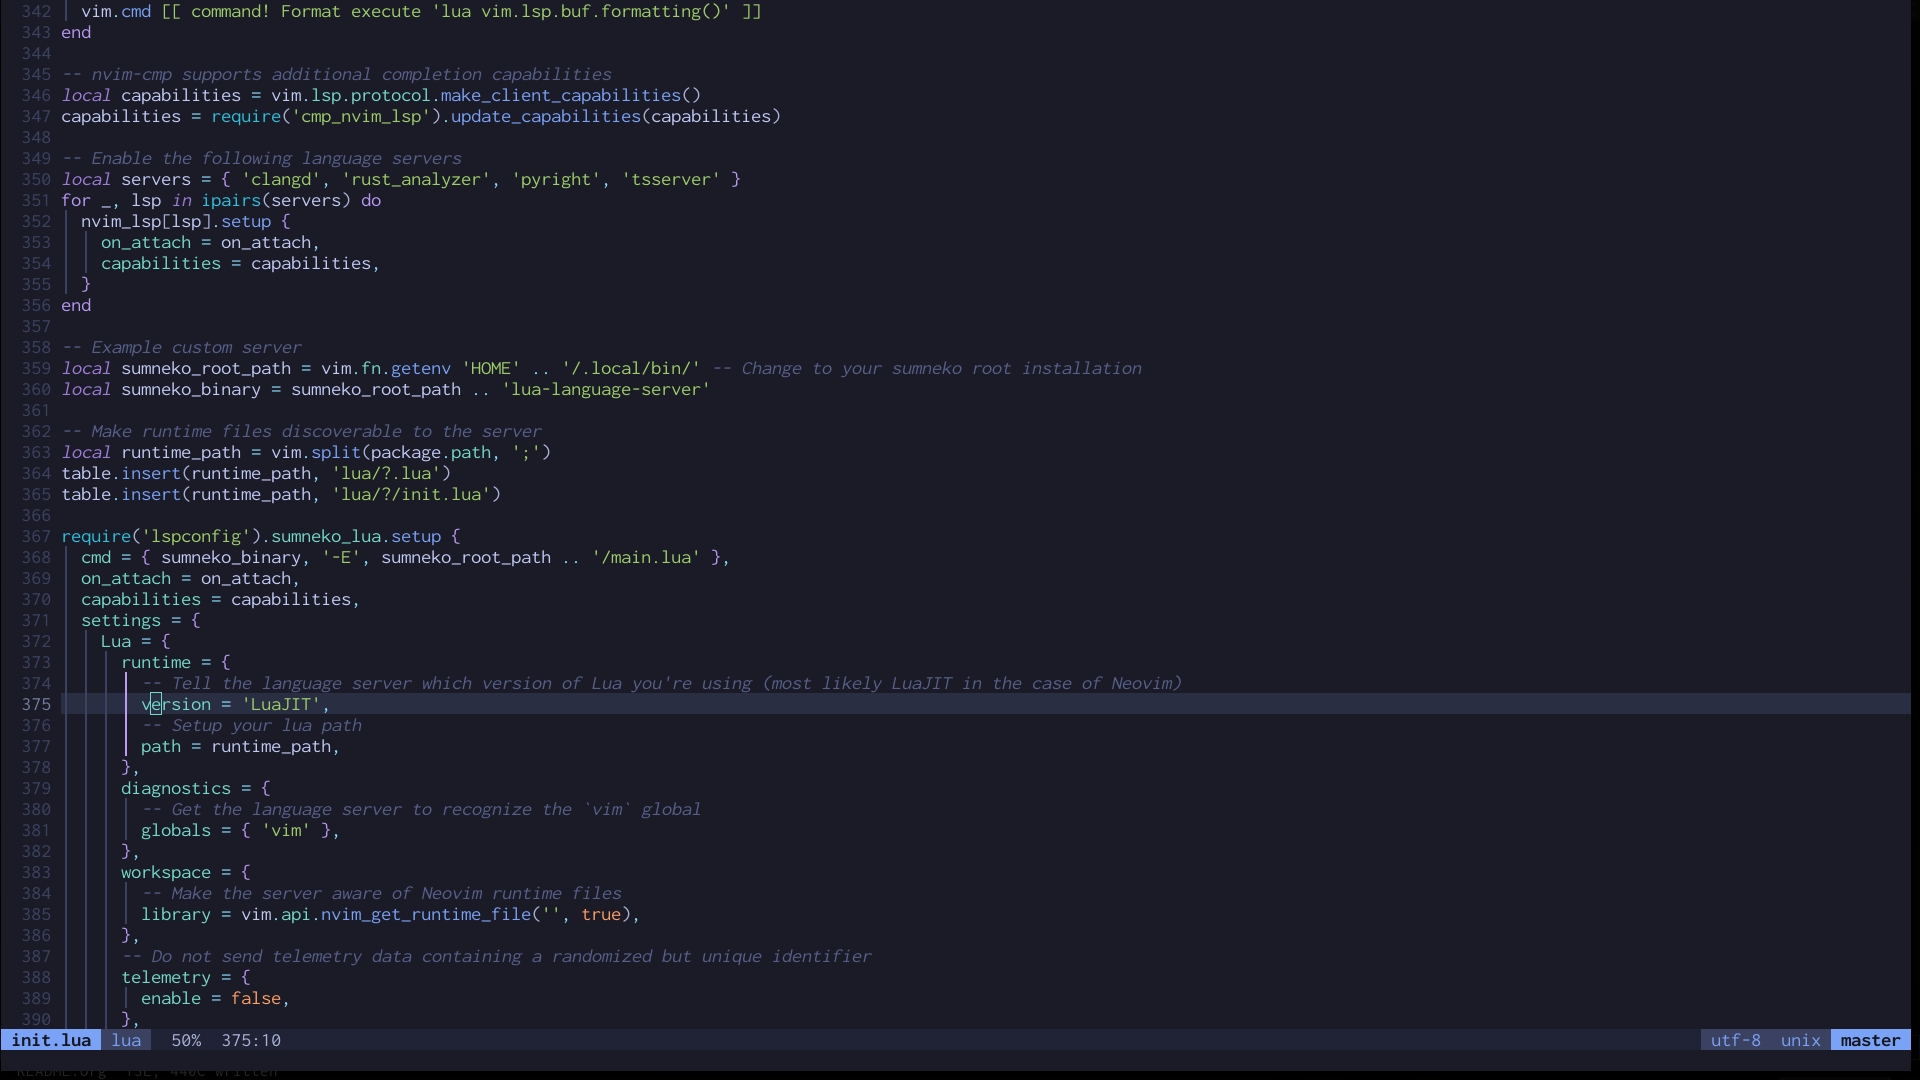 342 vim.cmd [[ command! Format execute 'lua vim.lsp.buf.formatting()' ]]
343 end
344
345 -- nvim-cmp supports additional completion capabilities
346 local capabilities = vim.lsp.protocol.make_client_capabilities()
347 capabilities = require('cmp_nvim_lsp').update_capabilities(capabilities)
348
349 -- Enable the following language servers
350 local servers = { 'clangd', 'rust_analyzer', 'pyright', 'tsserver' }
351 for _, lsp in ipairs(servers) do
352   nvim_lsp[lsp].setup {
353     on_attach = on_attach,
354     capabilities = capabilities,
355   }
356 end
357
358 -- Example custom server
359 local sumneko_root_path = vim.fn.getenv 'HOME' .. '/.local/bin/' -- Change to your sumneko root installation
360 local sumneko_binary = sumneko_root_path .. 'lua-language-server'
361
362 -- Make runtime files discoverable to the server
363 local runtime_path = vim.split(package.path, ';')
364 table.insert(runtime_path, 'lua/?.lua')
365 table.insert(runtime_path, 'lua/?/init.lua')
366
367 require('lspconfig').sumneko_lua.setup {
368   cmd = { sumneko_binary, '-E', sumneko_root_path .. '/main.lua' },
369   on_attach = on_attach,
370   capabilities = capabilities,
371   settings = {
372     Lua = {
373       runtime = {
374         -- Tell the language server which version of Lua you're using (most likely LuaJIT in the case of Neovim)
375         version = 'LuaJIT',
376         -- Setup your lua path
377         path = runtime_path,
378       },
379       diagnostics = {
380         -- Get the language server to recognize the `vim` global
381         globals = { 'vim' },
382       },
383       workspace = {
384         -- Make the server aware of Neovim runtime files
385         library = vim.api.nvim_get_runtime_file('', true),
386       },
387       -- Do not send telemetry data containing a randomized but unique identifier
388       telemetry = {
389         enable = false,
390       },
init.lua lua 50% 375:10 utf-8 unix master
README.org written